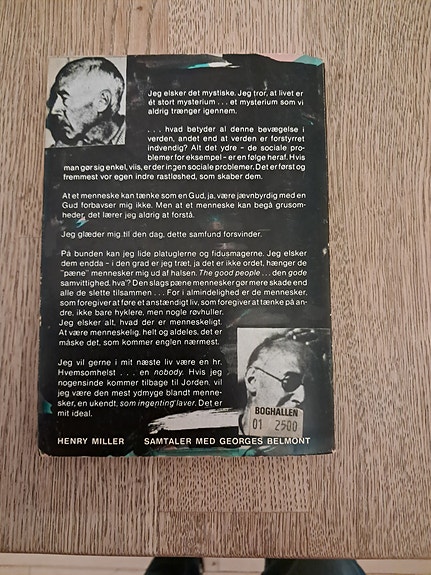 Jeg elsker det mystiske. Jeg tror, at livet er
ét stort mysterium . . . et mysterium som vi
aldrig trænger igennem.
. . . hvad betyder al denne bevægelse i
verden, andet end at verden er forstyrret
indvendig? Alt det ydre – de sociale pro-
blemer for eksempel – er en følge heraf. Hvis
man gør sig enkel, viis, er der ingen sociale problemer. Det er først og
fremmest vor egen indre rastløshed, som skaber dem.
At et menneske kan tænke som en Gud, ja, være jævnbyrdig med en
Gud forbavser mig ikke. Men at et menneske kan begå grusom-
heder, det lærer jeg aldrig at forstå.
Jeg glæder mig til den dag, dette samfund forsvinder.
På bunden kan jeg lide platuglerne og fidusmagerne. Jeg elsker
dem endda – i den grad er jeg træt, ja det er ikke ordet, hænger de
"pæne" mennesker mig ud af halsen. The good people . . . den gode
samvittighed, hva'? Den slags pæne mennesker gør mere skade end
alle de slette tilsammen . . . For i almindelighed er de mennesker,
som foregiver at føre et anstændigt liv, som foregiver at tænke på an-
dre, ikke bare hyklere, men nogle røvhuller.
Jeg elsker alt, hvad der er menneskeligt.
At være menneskelig, helt og aldeles, det er
måske det, som kommer englen nærmest.
Jeg vil gerne i mit næste liv være en hr.
Hvemsomhelst . . . en nobody. Hvis jeg
nogensinde kommer tilbage til Jorden, vil
jeg være den mest ydmyge blandt menne-
sker, en ukendt, som ingenting laver. Det er
mit ideal.
BOGHALLEN
01 2500
HENRY MILLER SAMTALER MED GEORGES BELMONT